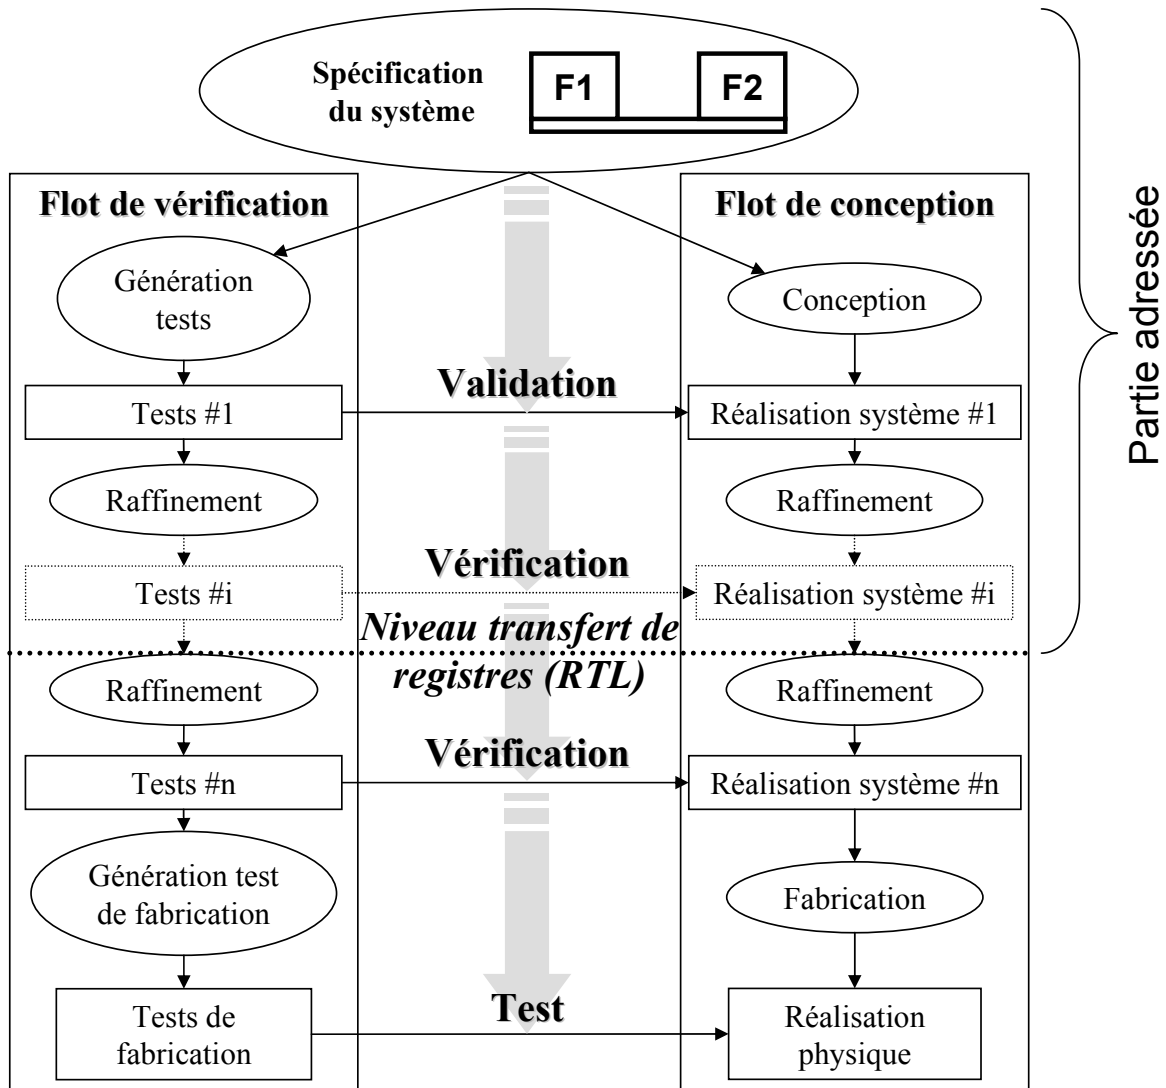 Spécification
du système
F1
F2
Flot de vérification
Flot de conception
Génération
tests
Conception
Validation
Tests #1
Réalisation système #1
Raffinement
Raffinement
Vérification
Tests #i
Réalisation système #i
Niveau transfert de
registres (RTL)
Raffinement
Raffinement
Vérification
Tests #n
Réalisation système #n
Génération test
de fabrication
Fabrication
Test
Tests de
fabrication
Réalisation
physique
Partie adressée